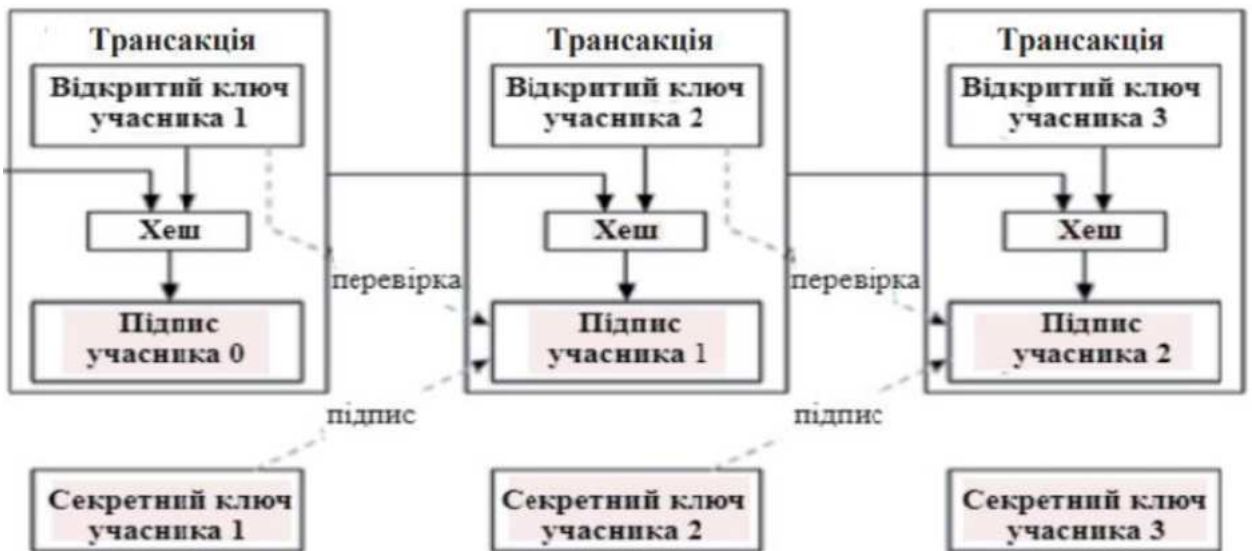 Трансакція
Відкритий ключ
учасника 1
Хеш
Підпис
учасника 0
Трансакція
Відкритий ключ
учасника 2
Хеш
Підпис
учасника 1
Трансакція
Відкритий ключ
учасника 3
Хеш
Підпис
учасника 2
перевірка
перевірка
підпис
підпис
Секретний ключ
учасника 1
Секретний ключ
учасника 2
Секретний ключ
учасника 3